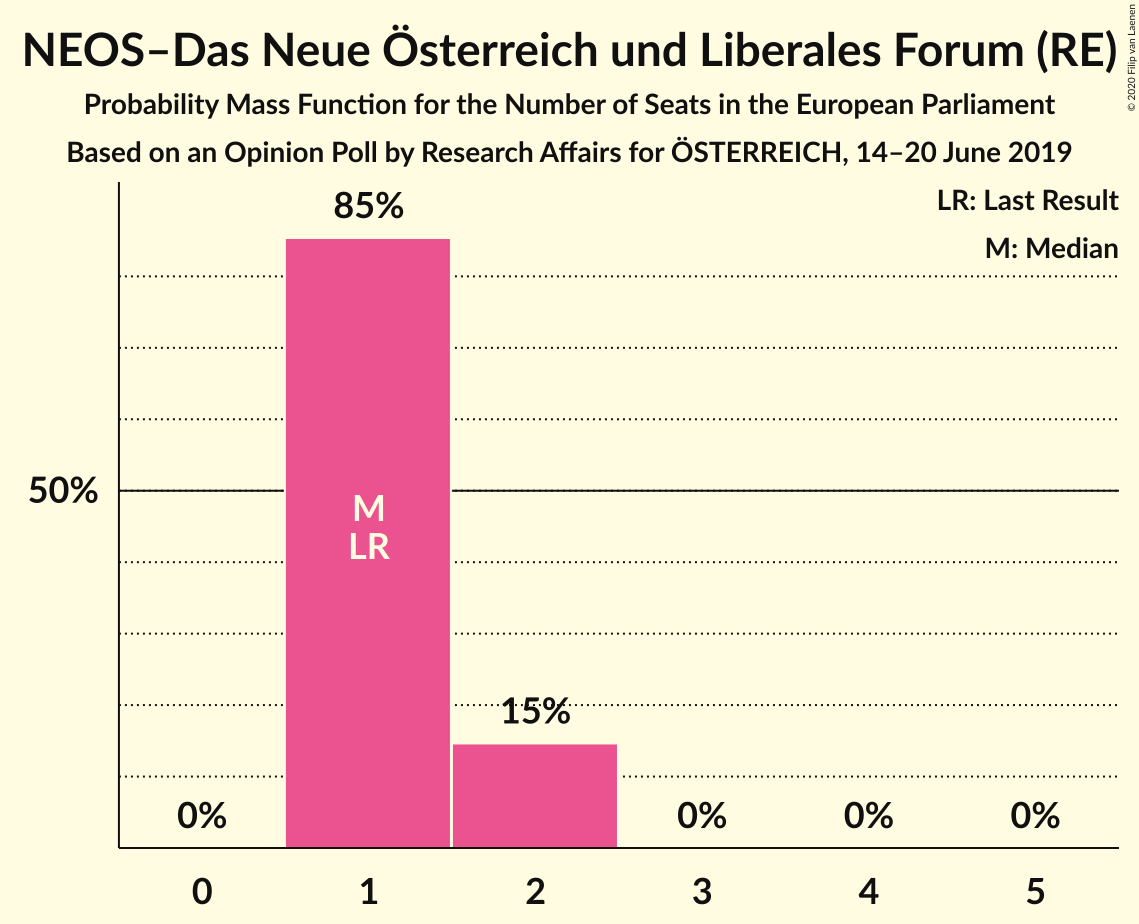 NEOS–Das Neue Österreich und Liberales Forum (RE)
Probability Mass Function for the Number of Seats in the European Parliament
Based on an Opinion Poll by Research Affairs for ÖSTERREICH, 14–20 June 2019
© 2020 Filip van Laenen
LR: Last Result
M: Median
85%
50%
M
LR
15%
0%
0%
0%
0%
0
1
2
3
4
5